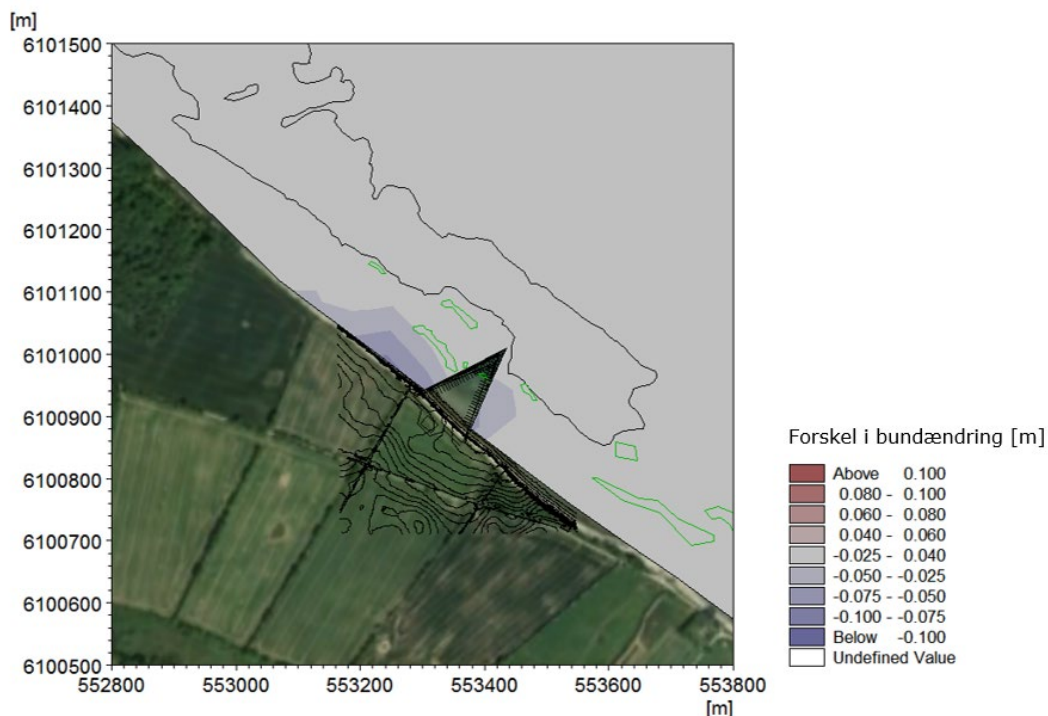 [m]
6101500
6101400
6101300
6101200
6101100
6101000
6100900
6100800
6100700
6100600
6100500
552800 553000 553200 553400 553600 553800
[m]
Forskel i bundændring [m]
Above 0.100
0.080 - 0.100
0.060 - 0.080
0.040 - 0.060
-0.025 - 0.040
-0.050 - -0.025
-0.075 - -0.050
-0.100 - -0.075
Below -0.100
Undefined Value